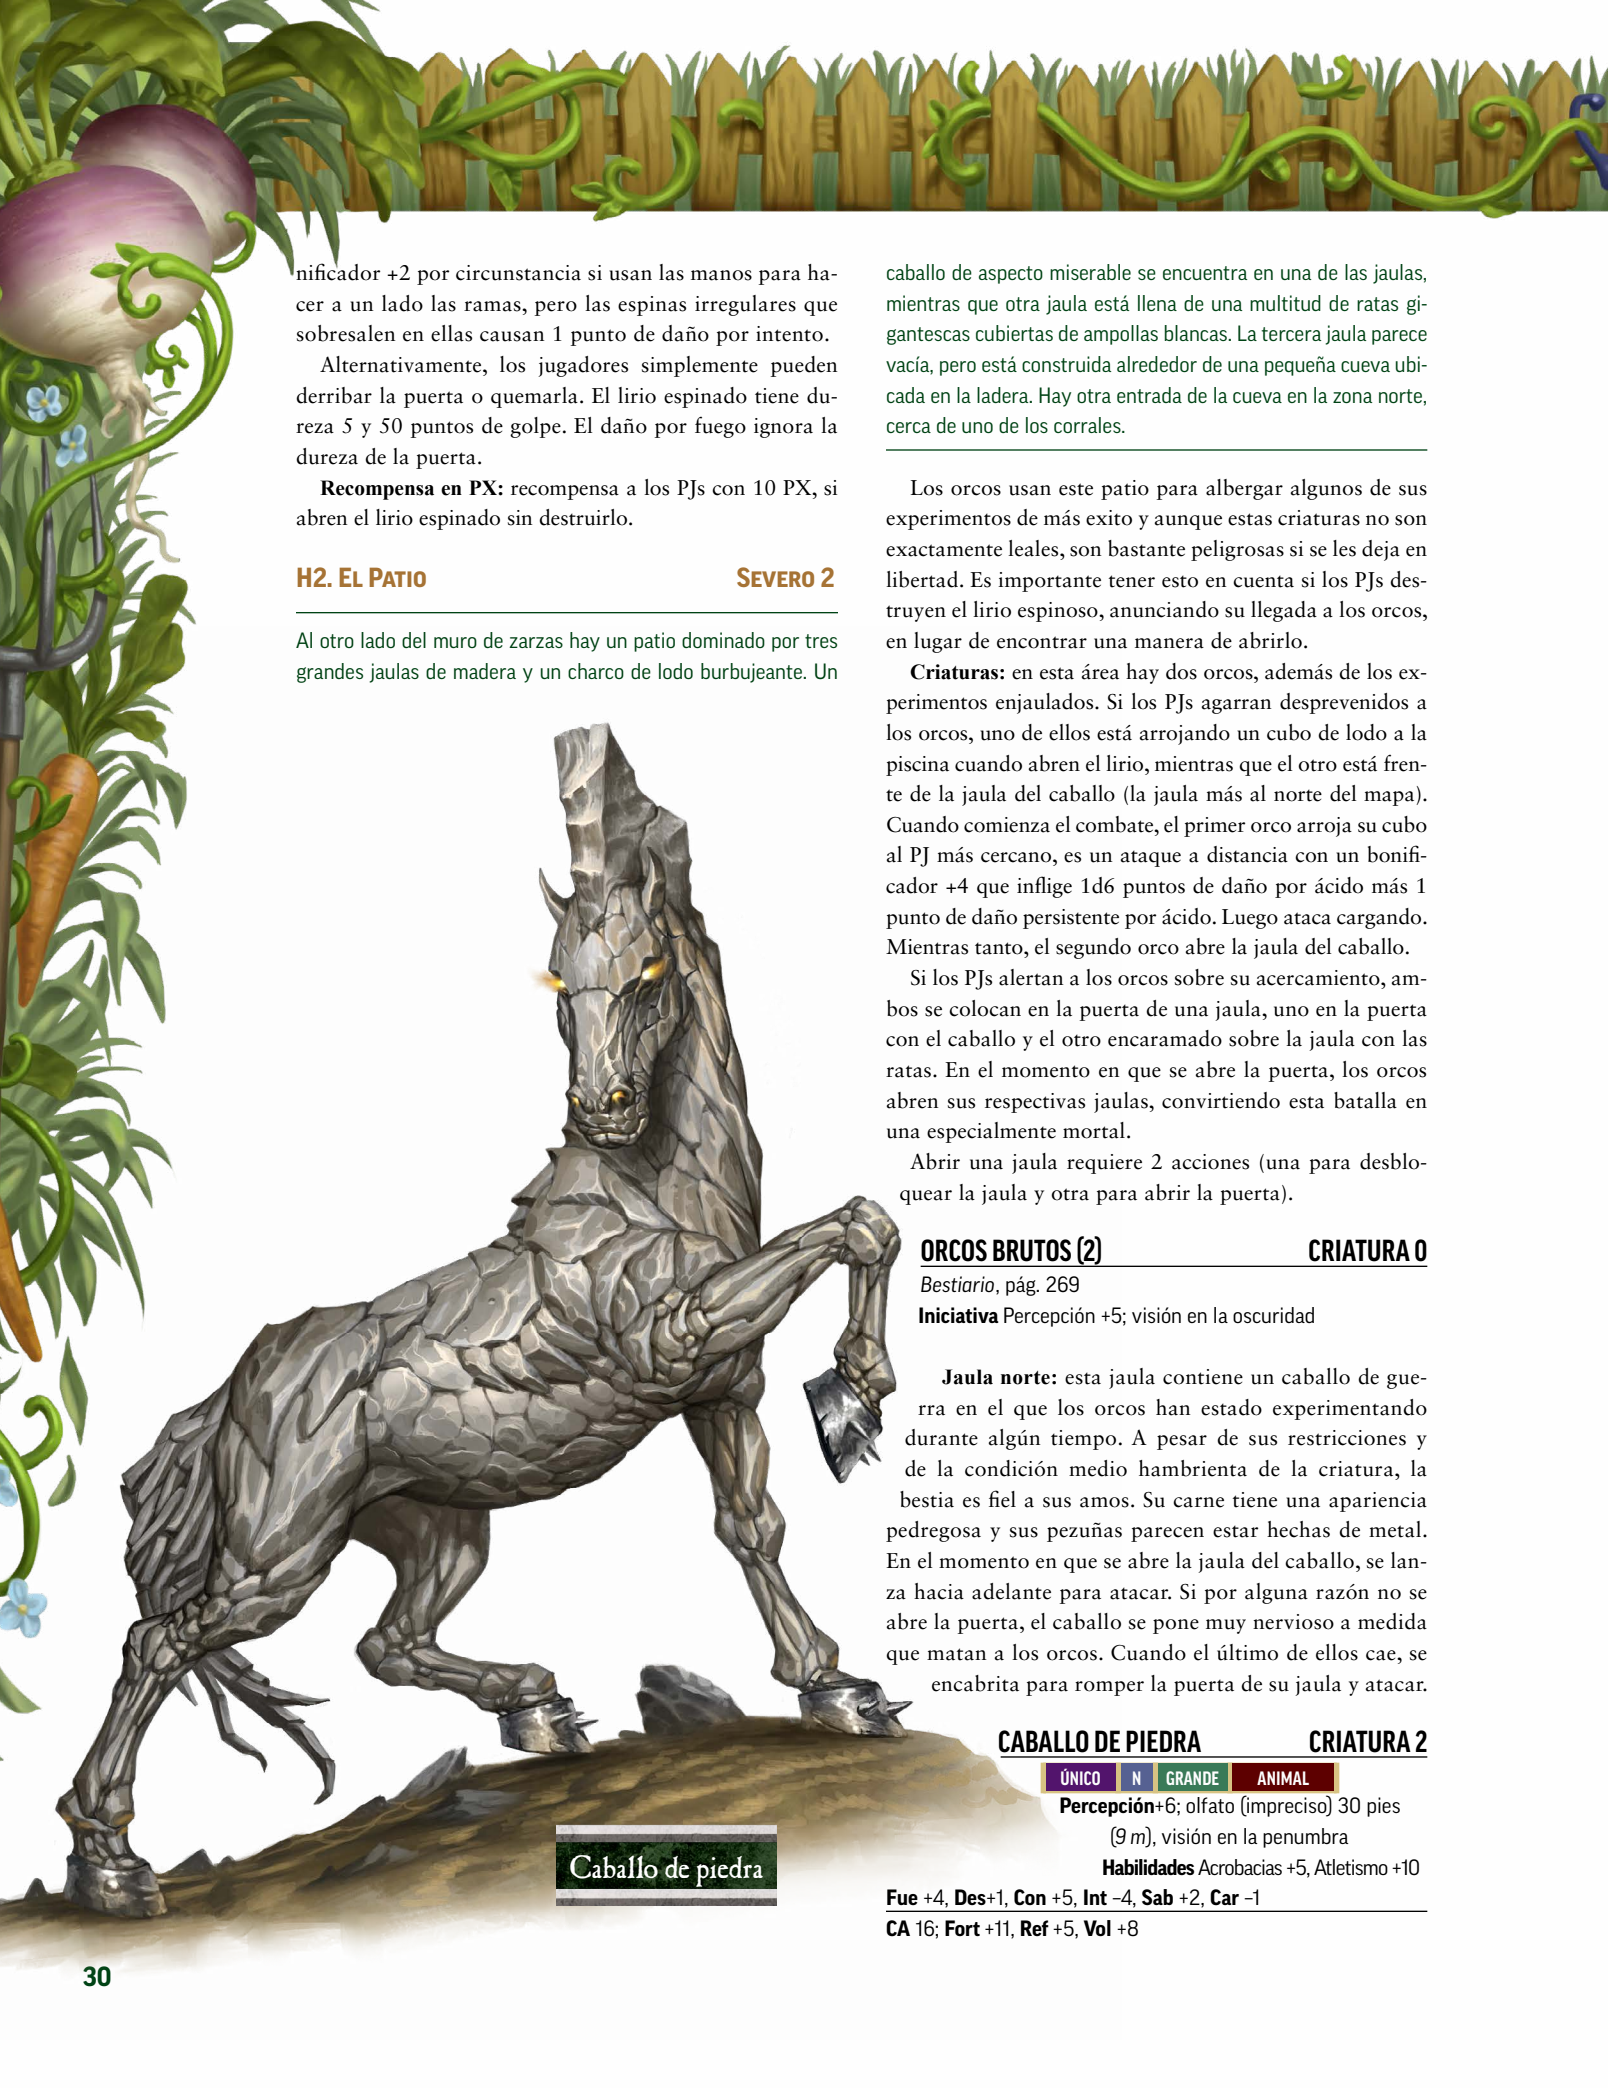 nificador +2 por circunstancia si usan las manos para ha-
cer a un lado las ramas, pero las espinas irregulares que
sobresalen en ellas causan 1 punto de daño por intento.
Alternativamente, los jugadores simplemente pueden
derribar la puerta o quemarla. El lirio espinado tiene du-
reza 5 y 50 puntos de golpe. El daño por fuego ignora la
dureza de la puerta.
Recompensa en PX: recompensa a los PJs con 10 PX, si
abren el lirio espinado sin destruirlo.
H2. El Patio Severo 2
Al otro lado del muro de zarzas hay un patio dominado por tres
grandes jaulas de madera y un charco de lodo burbujeante. Un
caballo de aspecto miserable se encuentra en una de las jaulas,
mientras que otra jaula está llena de una multitud de ratas gi-
gantescas cubiertas de ampollas blancas. La tercera jaula parece
vacía, pero está construida alrededor de una pequeña cueva ubi-
cada en la ladera. Hay otra entrada de la cueva en la zona norte,
cerca de uno de los corrales.
Los orcos usan este patio para albergar algunos de sus
experimentos de más exito y aunque estas criaturas no son
exactamente leales, son bastante peligrosas si se les deja en
libertad. Es importante tener esto en cuenta si los PJs des-
truyen el lirio espinoso, anunciando su llegada a los orcos,
en lugar de encontrar una manera de abrirlo.
Criaturas: en esta área hay dos orcos, además de los ex-
perimentos enjaulados. Si los PJs agarran desprevenidos a
los orcos, uno de ellos está arrojando un cubo de lodo a la
piscina cuando abren el lirio, mientras que el otro está fren-
te de la jaula del caballo (la jaula más al norte del mapa).
Cuando comienza el combate, el primer orco arroja su cubo
al PJ más cercano, es un ataque a distancia con un bonifi-
cador +4 que inflige 1d6 puntos de daño por ácido más 1
punto de daño persistente por ácido. Luego ataca cargando.
Mientras tanto, el segundo orco abre la jaula del caballo.
Si los PJs alertan a los orcos sobre su acercamiento, am-
bos se colocan en la puerta de una jaula, uno en la puerta
con el caballo y el otro encaramado sobre la jaula con las
ratas. En el momento en que se abre la puerta, los orcos
abren sus respectivas jaulas, convirtiendo esta batalla en
una especialmente mortal.
Abrir una jaula requiere 2 acciones (una para desblo-
quear la jaula y otra para abrir la puerta).
ORCOS BRUTOS (2) CRIATURA 0
Bestiario, pág. 269
Iniciativa Percepción +5; visión en la oscuridad
Jaula norte: esta jaula contiene un caballo de gue-
rra en el que los orcos han estado experimentando
durante algún tiempo. A pesar de sus restricciones y
de la condición medio hambrienta de la criatura, la
bestia es fiel a sus amos. Su carne tiene una apariencia
pedregosa y sus pezuñas parecen estar hechas de metal.
En el momento en que se abre la jaula del caballo, se lan-
za hacia adelante para atacar. Si por alguna razón no se
abre la puerta, el caballo se pone muy nervioso a medida
que matan a los orcos. Cuando el último de ellos cae, se
encabrita para romper la puerta de su jaula y atacar.
CABALLO DE PIEDRA CRIATURA 2
ÚNICO N GRANDE ANIMAL
Percepción+6; olfato (impreciso) 30 pies
(9 m), visión en la penumbra
Habilidades Acrobacias +5, Atletismo +10
Fue +4, Des+1, Con +5, Int –4, Sab +2, Car –1
CA 16; Fort +11, Ref +5, Vol +8
Caballo de piedra
30